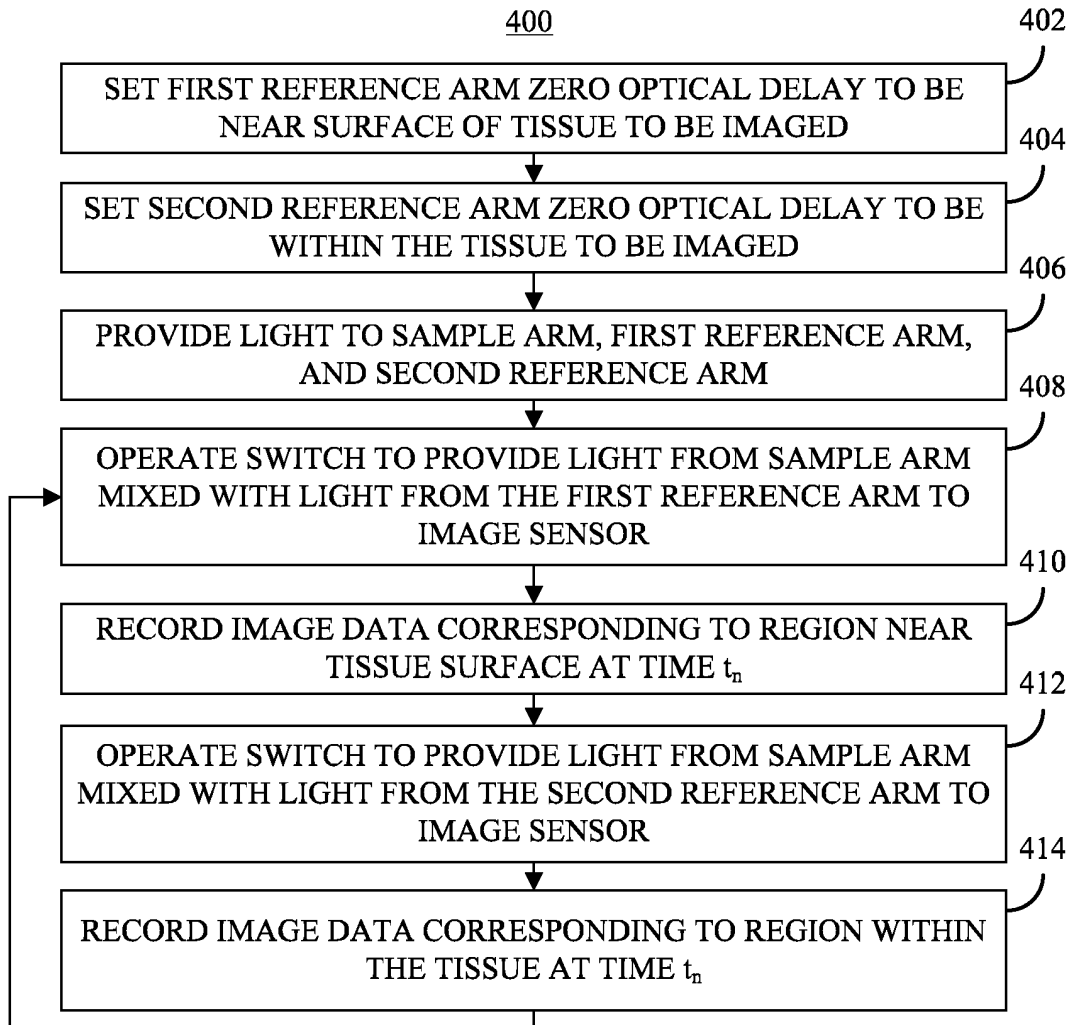 400
402
SET FIRST REFERENCE ARM ZERO OPTICAL DELAY TO BE
NEAR SURFACE OF TISSUE TO BE IMAGED
404
SET SECOND REFERENCE ARM ZERO OPTICAL DELAY TO BE
WITHIN THE TISSUE TO BE IMAGED
406
PROVIDE LIGHT TO SAMPLE ARM, FIRST REFERENCE ARM,
AND SECOND REFERENCE ARM
408
OPERATE SWITCH TO PROVIDE LIGHT FROM SAMPLE ARM
MIXED WITH LIGHT FROM THE FIRST REFERENCE ARM TO
IMAGE SENSOR
410
RECORD IMAGE DATA CORRESPONDING TO REGION NEAR
TISSUE SURFACE AT TIME tn
412
OPERATE SWITCH TO PROVIDE LIGHT FROM SAMPLE ARM
MIXED WITH LIGHT FROM THE SECOND REFERENCE ARM TO
IMAGE SENSOR
414
RECORD IMAGE DATA CORRESPONDING TO REGION WITHIN
THE TISSUE AT TIME tn